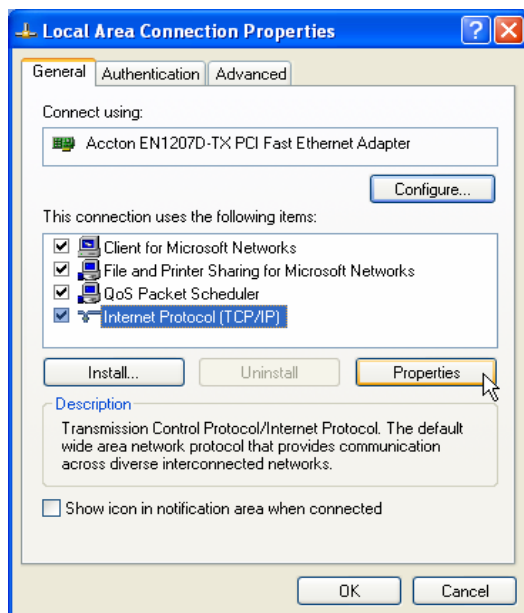 Local Area Connection Properties
General Authentication Advanced
Connect using:
Accton EN1207D-TX PCI Fast Ethernet Adapter
Configure...
This connection uses the following items:
Client for Microsoft Networks
File and Printer Sharing for Microsoft Networks
QoS Packet Scheduler
Internet Protocol (TCP/IP)
Install... Uninstall Properties
Description
Transmission Control Protocol/Internet Protocol. The default
wide area network protocol that provides communication
across diverse interconnected networks.
Show icon in notification area when connected
OK Cancel